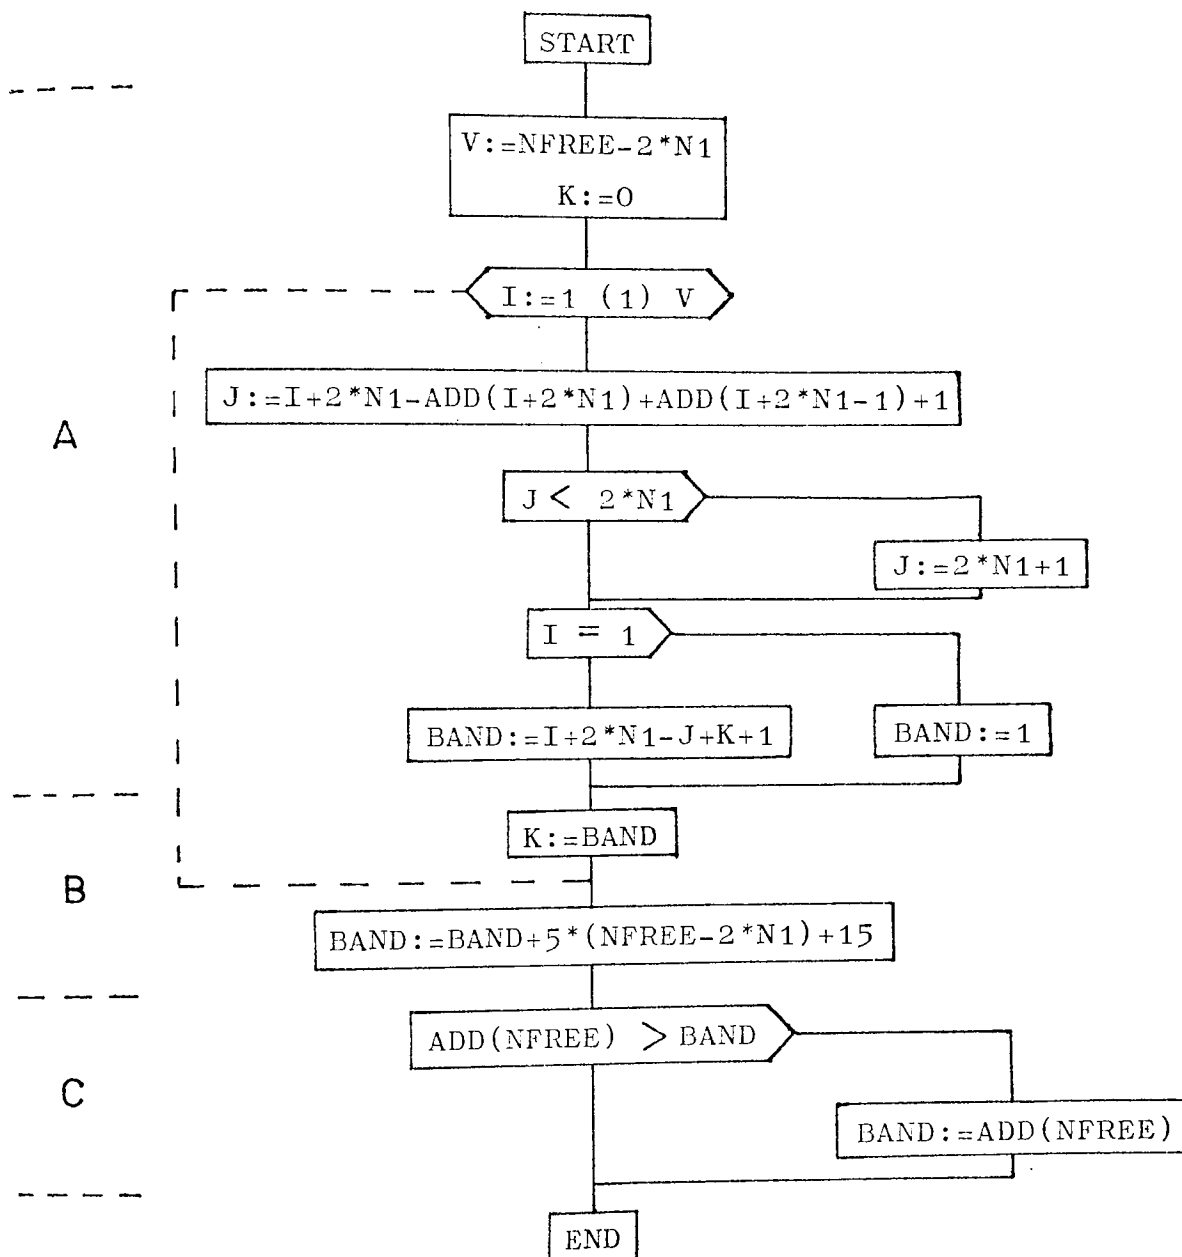 START
V:=NFREE-2*N1
K:=0
I:=1 (1) V
J:=I+2*N1-ADD(I+2*N1)+ADD(I+2*N1-1)+1
A
J < 2*N1
J:=2*N1+1
I = 1
BAND:=I+2*N1-J+K+1
BAND:=1
K:=BAND
B
BAND:=BAND+5*(NFREE-2*N1)+15
ADD(NFREE) > BAND
C
BAND:=ADD(NFREE)
END